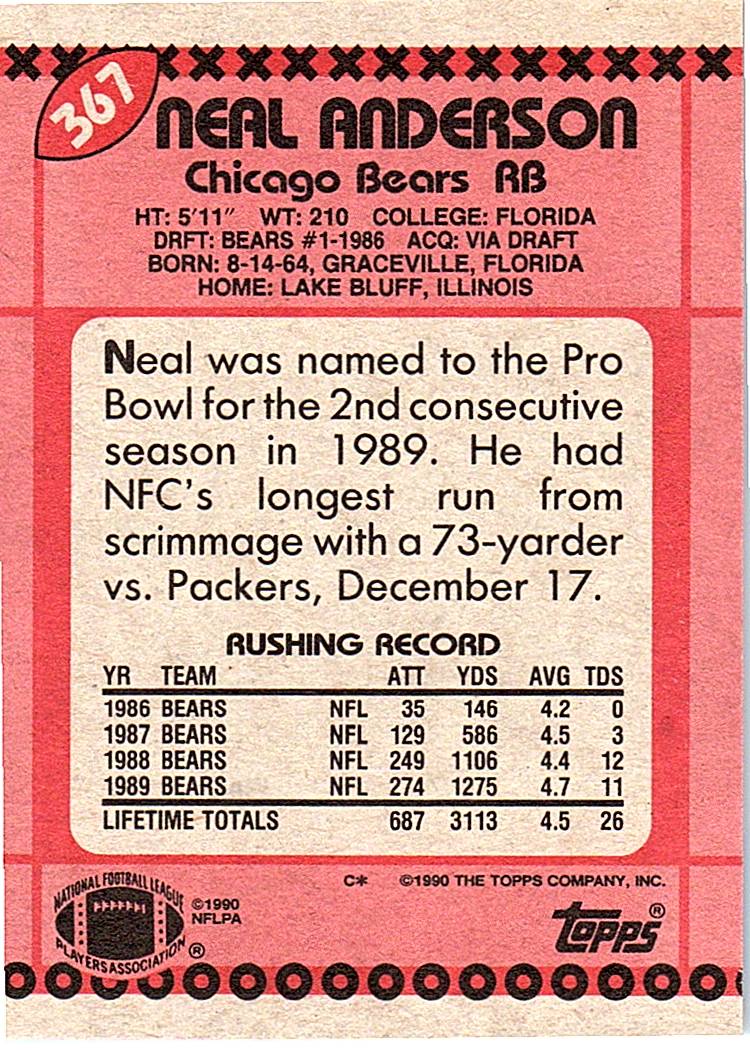 367
NEAL ANDERSON
Chicago Bears RB
HT: 5'11" WT: 210 COLLEGE: FLORIDA
DRFT: BEARS #1-1986 ACQ: VIA DRAFT
BORN: 8-14-64, GRACEVILLE, FLORIDA
HOME: LAKE BLUFF, ILLINOIS
Neal was named to the Pro
Bowl for the 2nd consecutive
season in 1989. He had
NFC's longest run from
scrimmage with a 73-yarder
vs. Packers, December 17.
RUSHING RECORD
YR TEAM ATT YDS AVG TDS
1986 BEARS NFL 35 146 4.2 0
1987 BEARS NFL 129 586 4.5 3
1988 BEARS NFL 249 1106 4.4 12
1989 BEARS NFL 274 1275 4.7 11
LIFETIME TOTALS 687 3113 4.5 26
C* ©1990 THE TOPPS COMPANY, INC.
NATIONAL FOOTBALL LEAGUE
PLAYERS ASSOCIATION ®
©1990
NFLPA
topps®